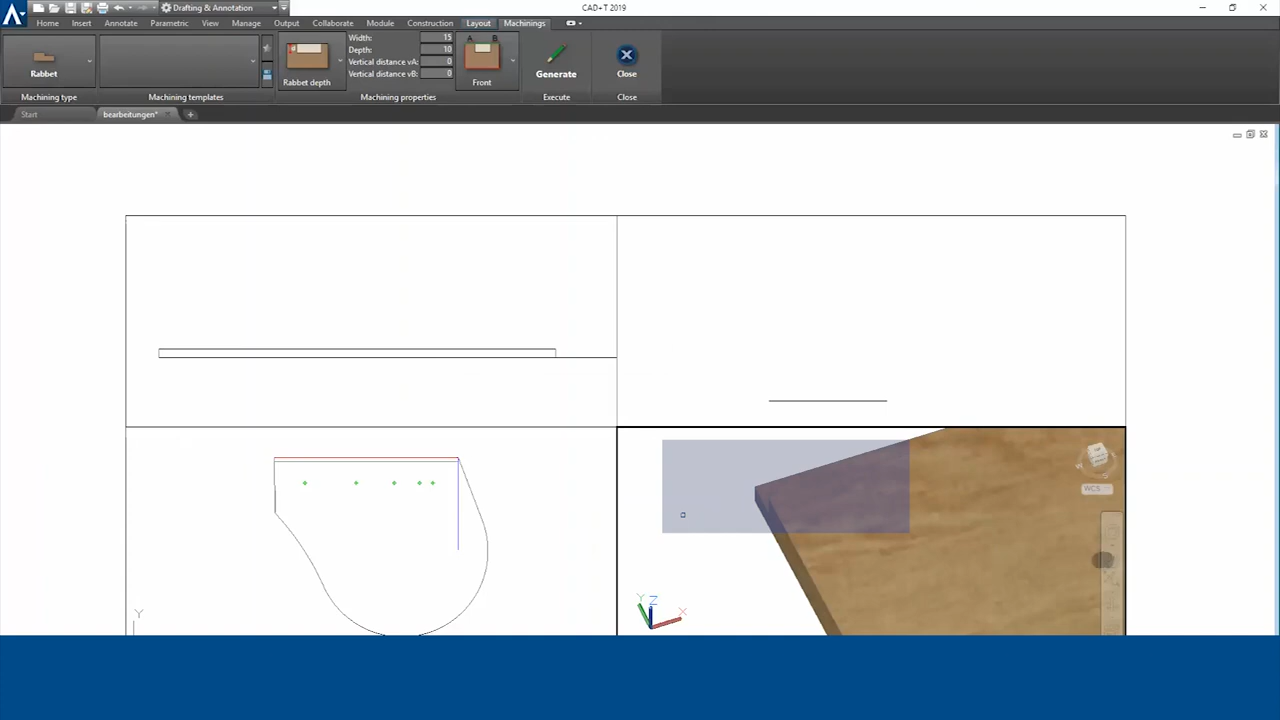 Drafting & Annotation
CAD+T 2019
Home Insert Annotate Parametric View Manage Output Collaborate Module Construction Layout Machinings
Rabbet
Machining type
Machining templates
Rabbet depth
Width: 15
Depth: 10
Vertical distance vA: 0
Vertical distance vB: 0
Machining properties
A B
Front
Generate
Execute
Close
Close
Start bearbeitungen*
WCS
Y
Y Z X